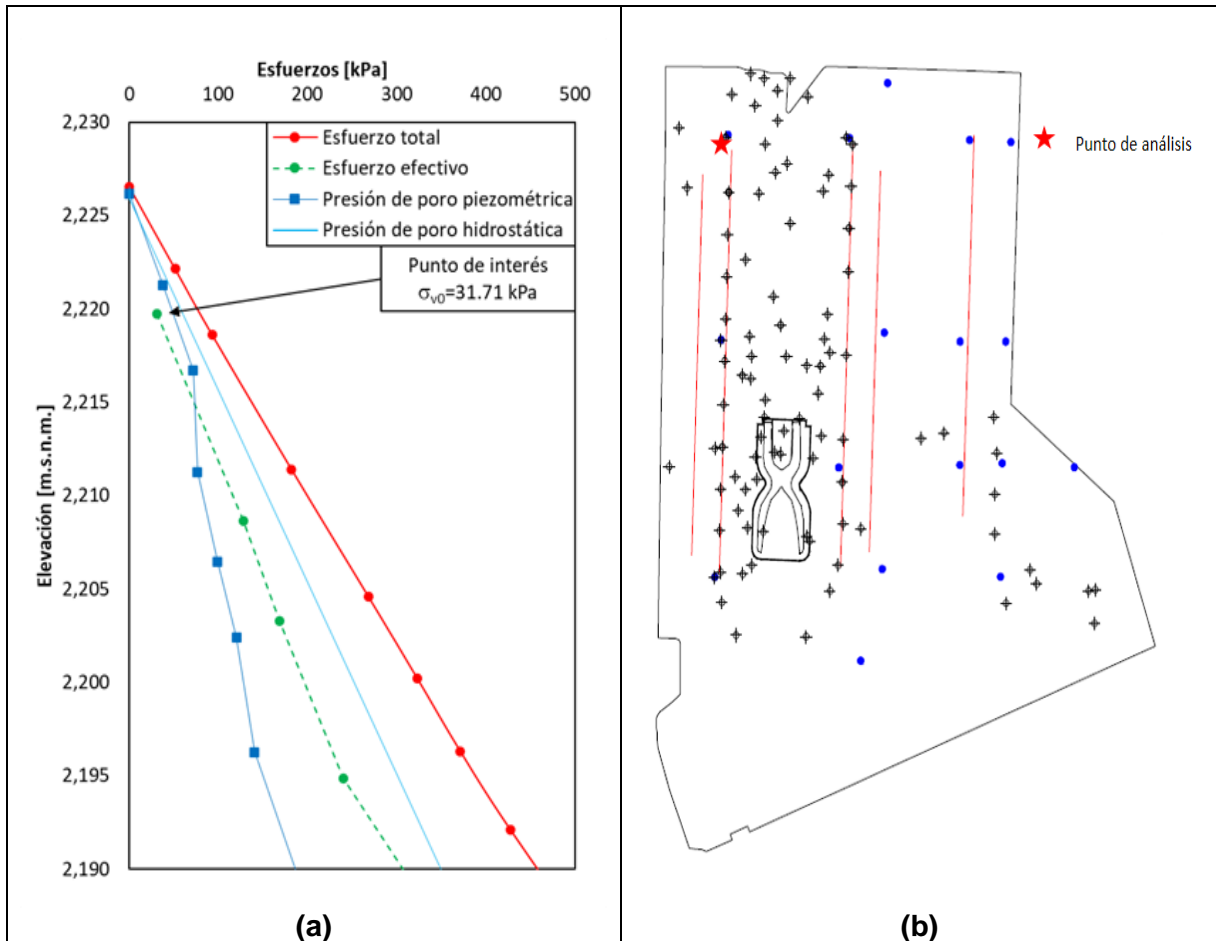 Esfuerzos [kPa]
0 100 200 300 400 500
2,230
Esfuerzo total
Esfuerzo efectivo
Presión de poro piezométrica
Presión de poro hidrostática
2,225
Punto de interés
σv0=31.71 kPa
2,220
2,215
2,210
2,205
2,200
2,195
2,190
Elevación [m.s.n.m.]
(a)
Punto de análisis
(b)